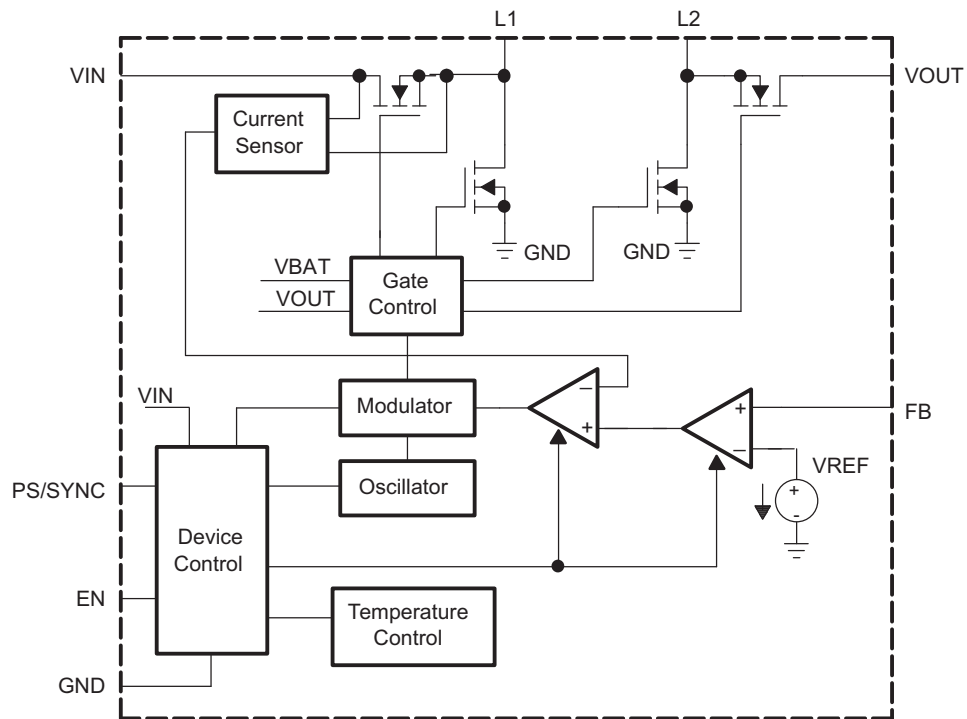 L1
L2
VIN
VOUT
Current
Sensor
GND
GND
VBAT
VOUT
Gate
Control
VIN
Modulator
−
+
+
−
FB
VREF
+
-
PS/SYNC
Oscillator
Device
Control
EN
Temperature
Control
GND